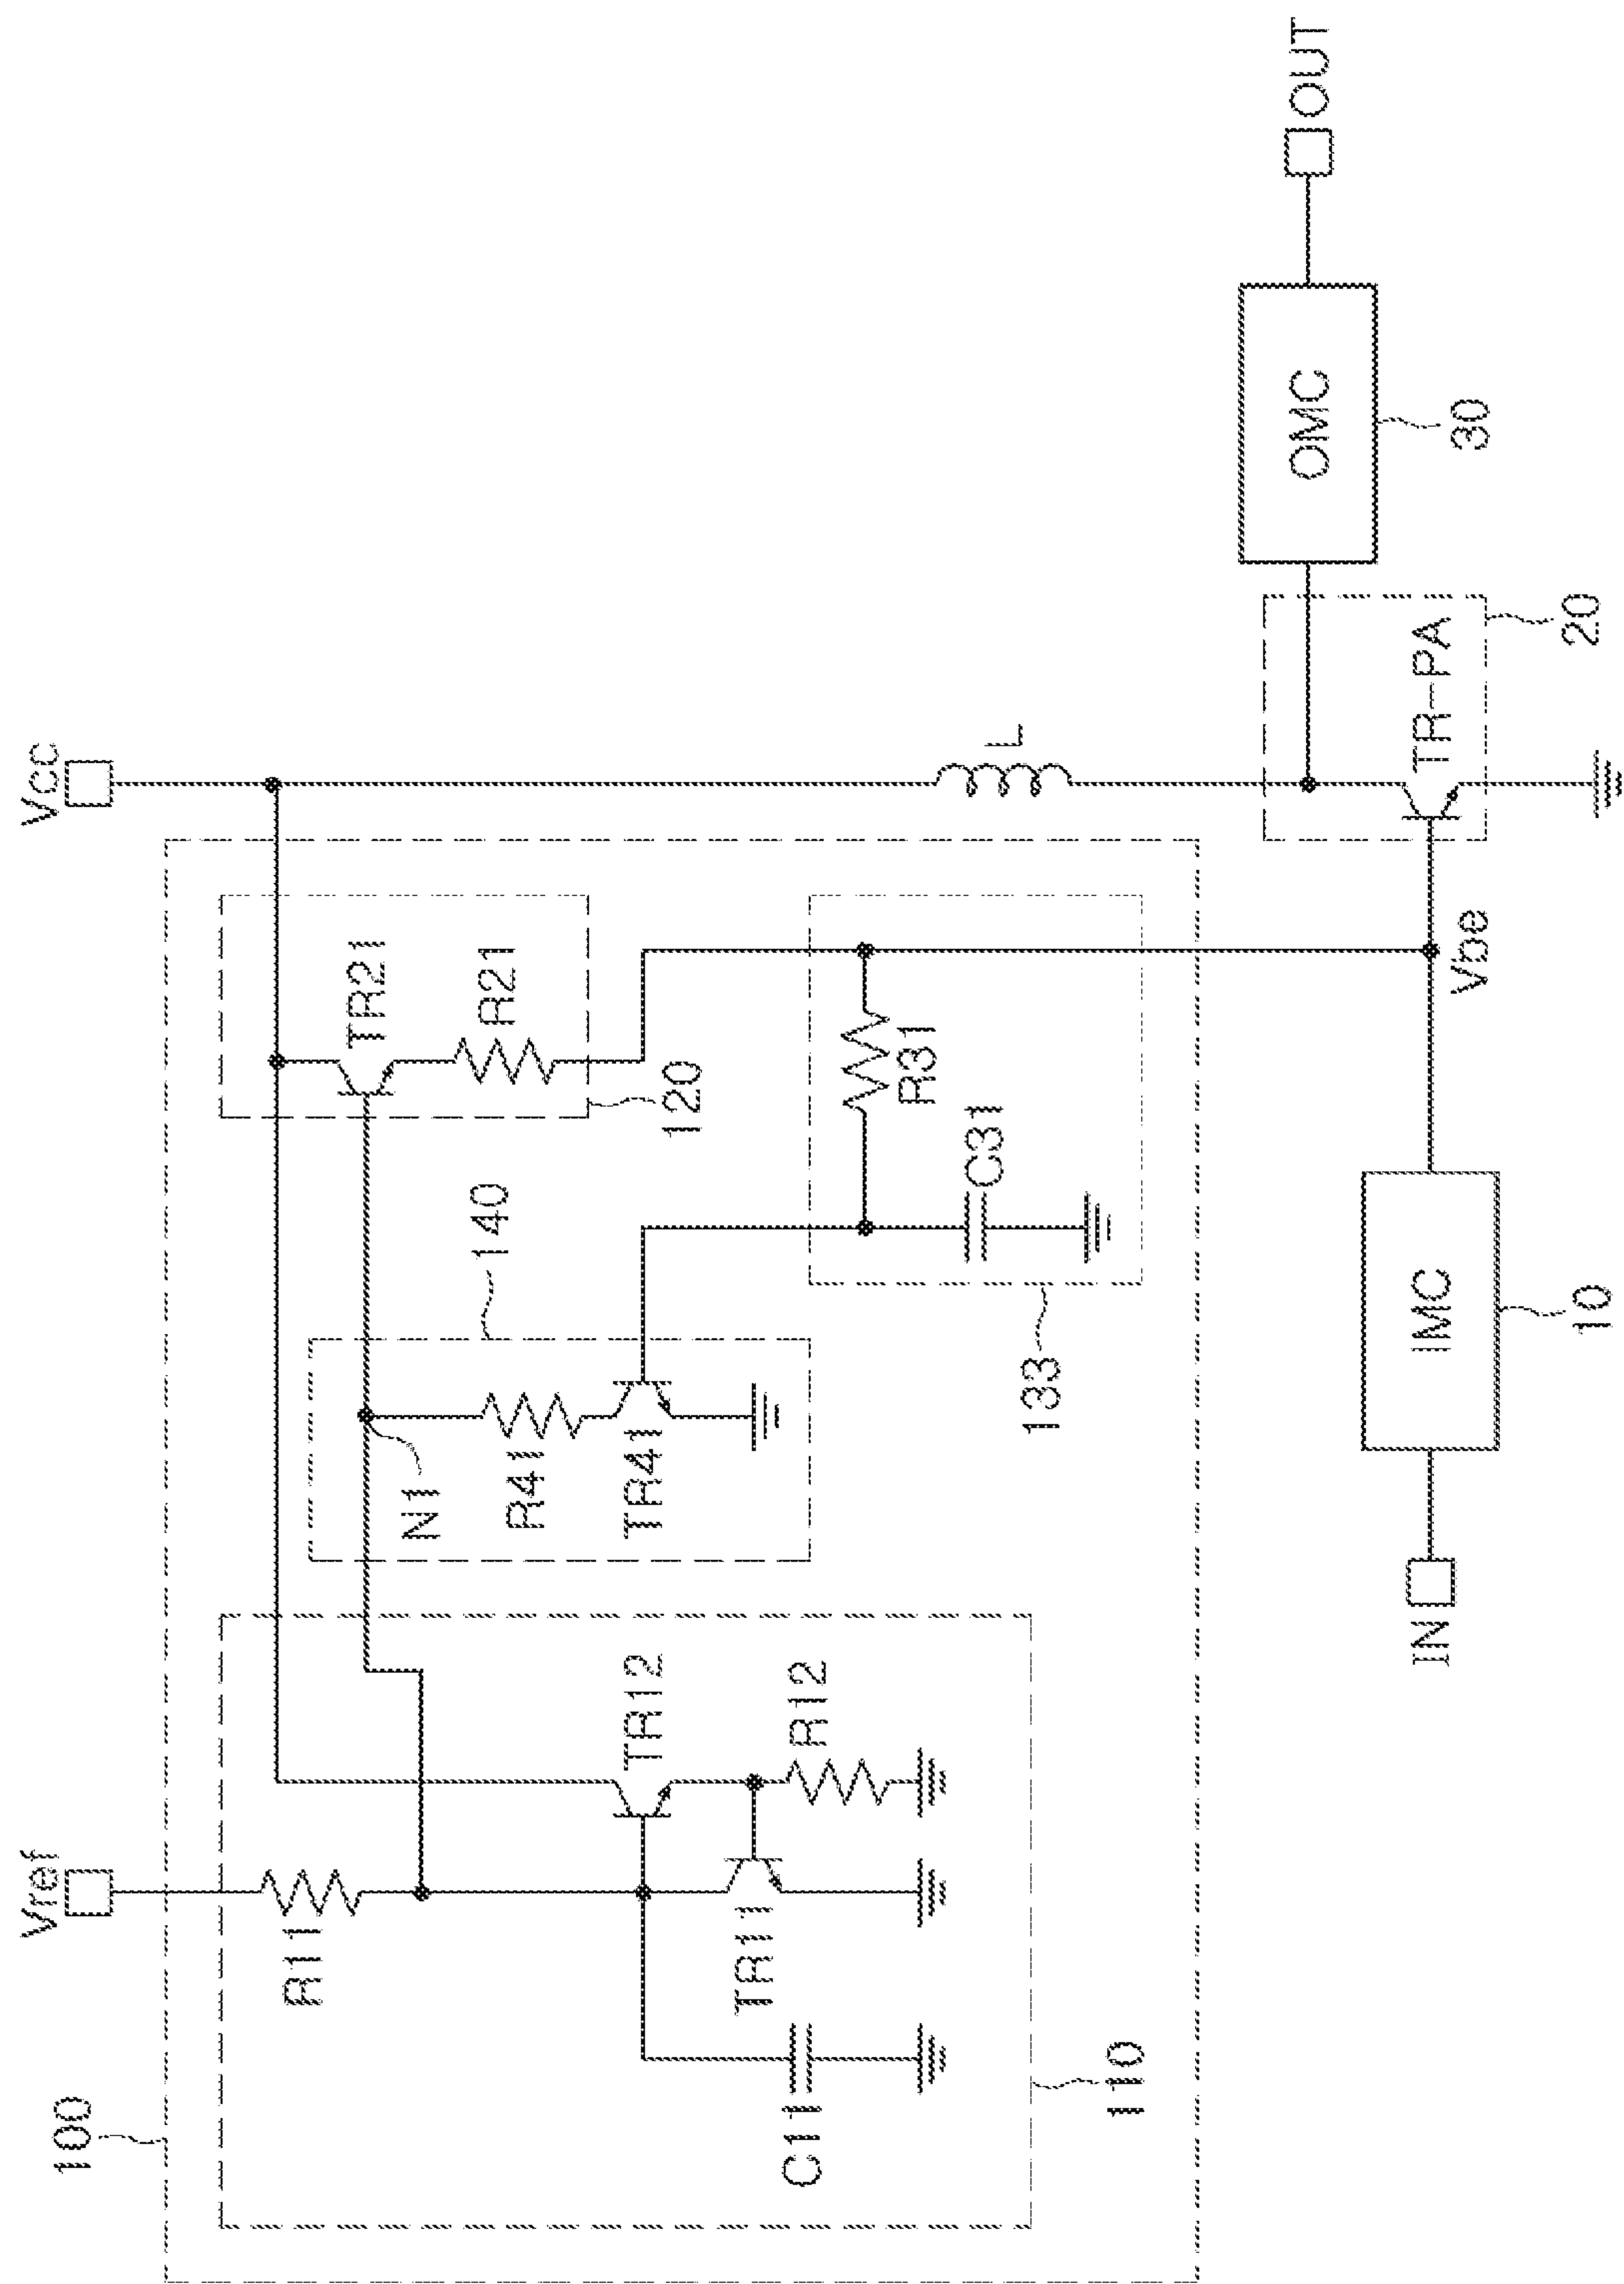 Vref
Vcc
100
R11
N1
R41
TR41
140
TR21
R21
120
TR12
R12
TR11
C11
110
133
R31
C31
L
IN
IMC
10
Vbe
TR-PA
20
OMC
30
OUT